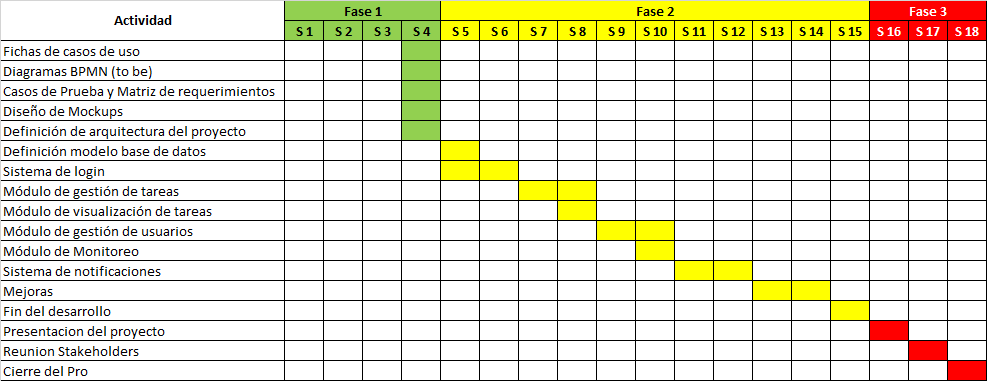 Actividad Fase 1 Fase 2 Fase 3
S 1 S 2 S 3 S 4 S 5 S 6 S 7 S 8 S 9 S 10 S 11 S 12 S 13 S 14 S 15 S 16 S 17 S 18
Fichas de casos de uso
Diagramas BPMN (to be)
Casos de Prueba y Matriz de requerimientos
Diseño de Mockups
Definición de arquitectura del proyecto
Definición modelo base de datos
Sistema de login
Módulo de gestión de tareas
Módulo de visualización de tareas
Módulo de gestión de usuarios
Módulo de Monitoreo
Sistema de notificaciones
Mejoras
Fin del desarrollo
Presentacion del proyecto
Reunion Stakeholders
Cierre del Pro